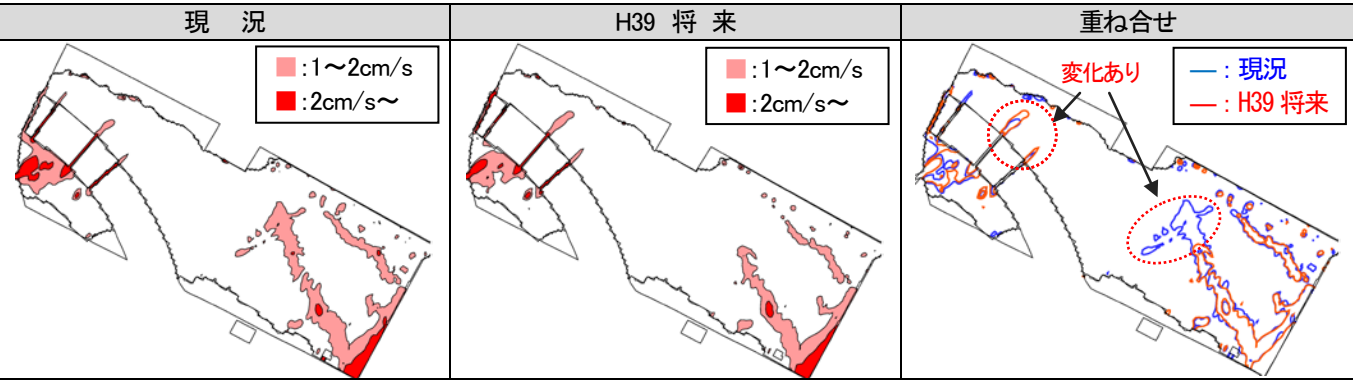 現 況
H39 将 来
重ね合せ
:1～2cm/s
:2cm/s～
:1～2cm/s
:2cm/s～
変化あり
: 現況
: H39 将来